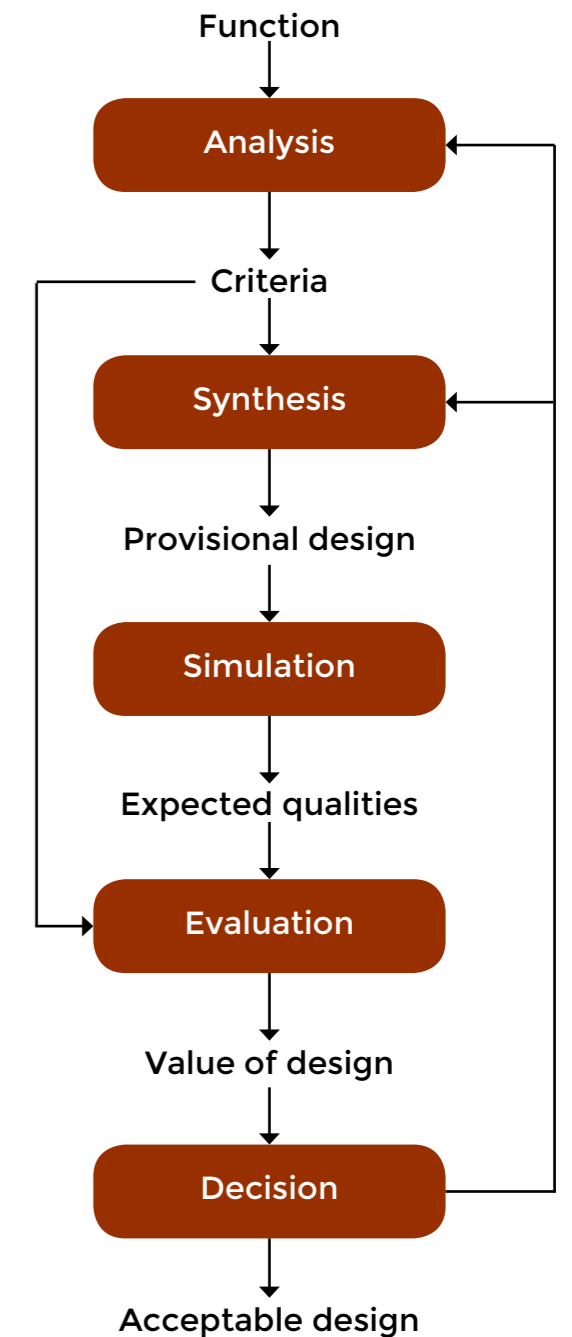 Function
Analysis
Criteria
Synthesis
Provisional design
Simulation
Expected qualities
Evaluation
Value of design
Decision
Acceptable design